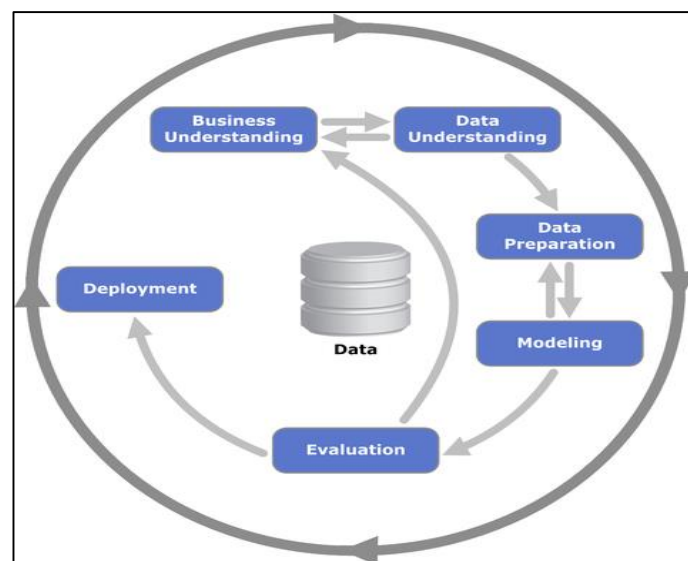 Business
Understanding
Data
Understanding
Data
Preparation
Deployment
Data
Modeling
Evaluation